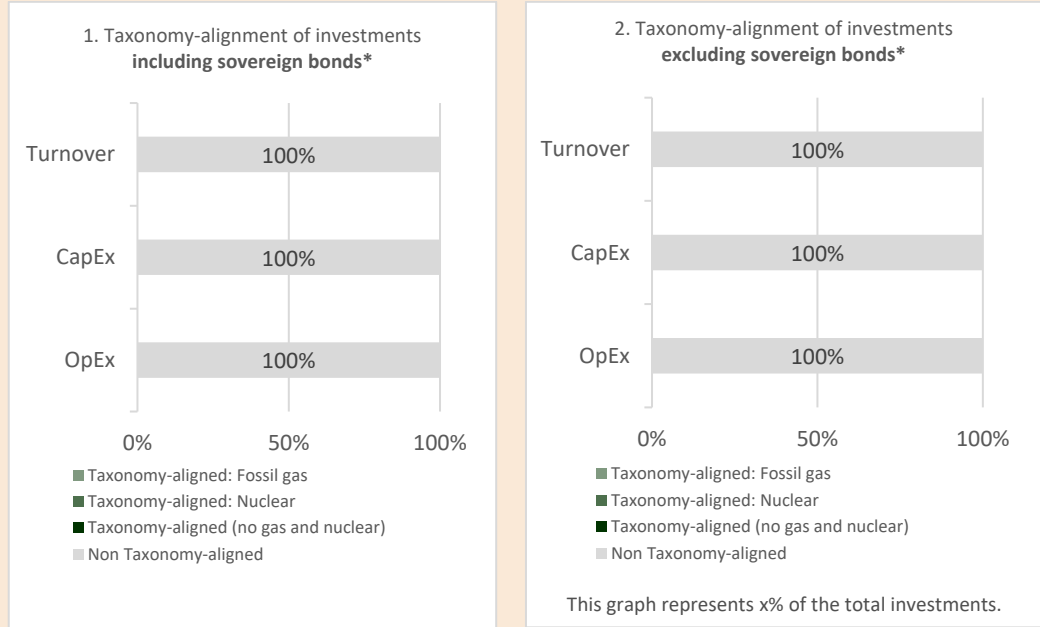 1. Taxonomy-alignment of investments
including sovereign bonds*
Turnover
100%
CapEx
100%
OpEx
100%
0% 50% 100%
Taxonomy-aligned: Fossil gas
Taxonomy-aligned: Nuclear
Taxonomy-aligned (no gas and nuclear)
Non Taxonomy-aligned
2. Taxonomy-alignment of investments
excluding sovereign bonds*
Turnover
100%
CapEx
100%
OpEx
100%
0% 50% 100%
Taxonomy-aligned: Fossil gas
Taxonomy-aligned: Nuclear
Taxonomy-aligned (no gas and nuclear)
Non Taxonomy-aligned
This graph represents x% of the total investments.